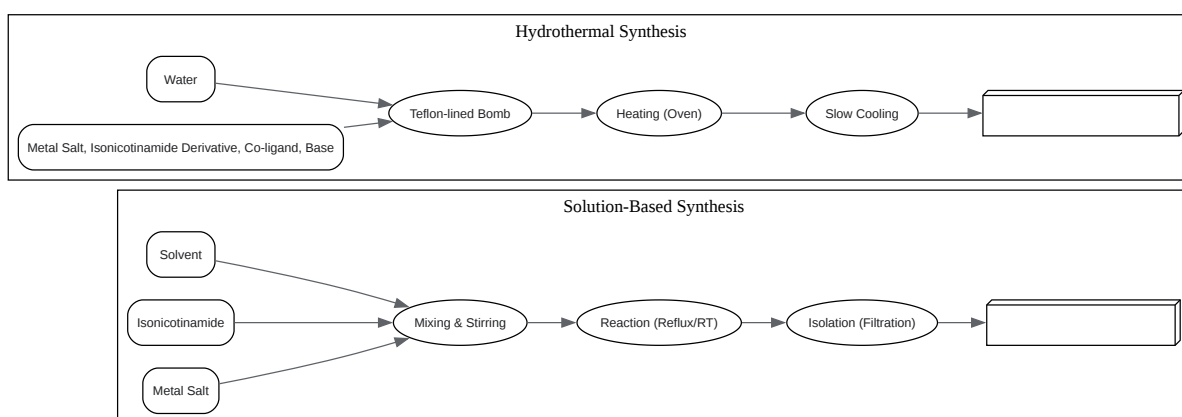 Hydrothermal Synthesis
Water
Teflon-lined Bomb
Heating (Oven)
Slow Cooling
Metal Salt, Isonicotinamide Derivative, Co-ligand, Base
Solution-Based Synthesis
Solvent
Isonicotinamide
Mixing & Stirring
Reaction (Reflux/RT)
Isolation (Filtration)
Metal Salt